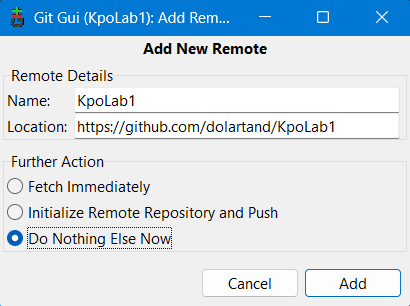 Git Gui (KpoLab1): Add Rem...
Add New Remote
Remote Details
Name: KpoLab1
Location: https://github.com/dolartand/KpoLab1
Further Action
Fetch Immediately
Initialize Remote Repository and Push
Do Nothing Else Now
Cancel Add